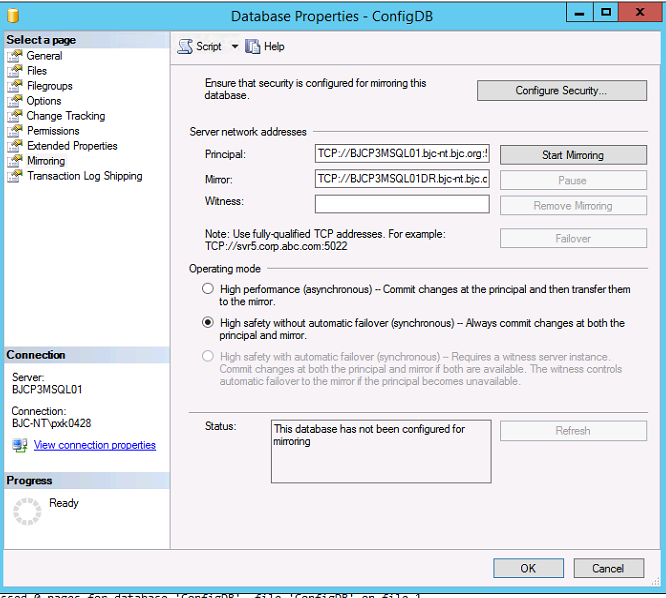 Database Properties - ConfigDB
Select a page
General
Files
Filegroups
Options
Change Tracking
Permissions
Extended Properties
Mirroring
Transaction Log Shipping
Connection
Server:
BJCP3MSQL01
Connection:
BJC-NT\pxk0428
View connection properties
Progress
Ready
Script
Help
Ensure that security is configured for mirroring this
database.
Configure Security...
Server network addresses
Principal:
TCP://BJCP3MSQL01.bjc-nt.bjc.org:5
Start Mirroring
Mirror:
TCP://BJCP3MSQL01DR.bjc-nt.bjc.c
Pause
Witness:
Remove Mirroring
Note: Use fully-qualified TCP addresses. For example:
TCP://svr5.corp.abc.com:5022
Failover
Operating mode
High performance (asynchronous) -- Commit changes at the principal and then transfer them
to the mirror.
High safety without automatic failover (synchronous) -- Always commit changes at both the
principal and mirror.
High safety with automatic failover (synchronous) -- Requires a witness server instance.
Commit changes at both the principal and mirror if both are available. The witness controls
automatic failover to the mirror if the principal becomes unavailable.
Status:
This database has not been configured for
mirroring
Refresh
OK
Cancel
ssed 0 pages for database 'ConfigDB', file 'ConfigDB' on file 1